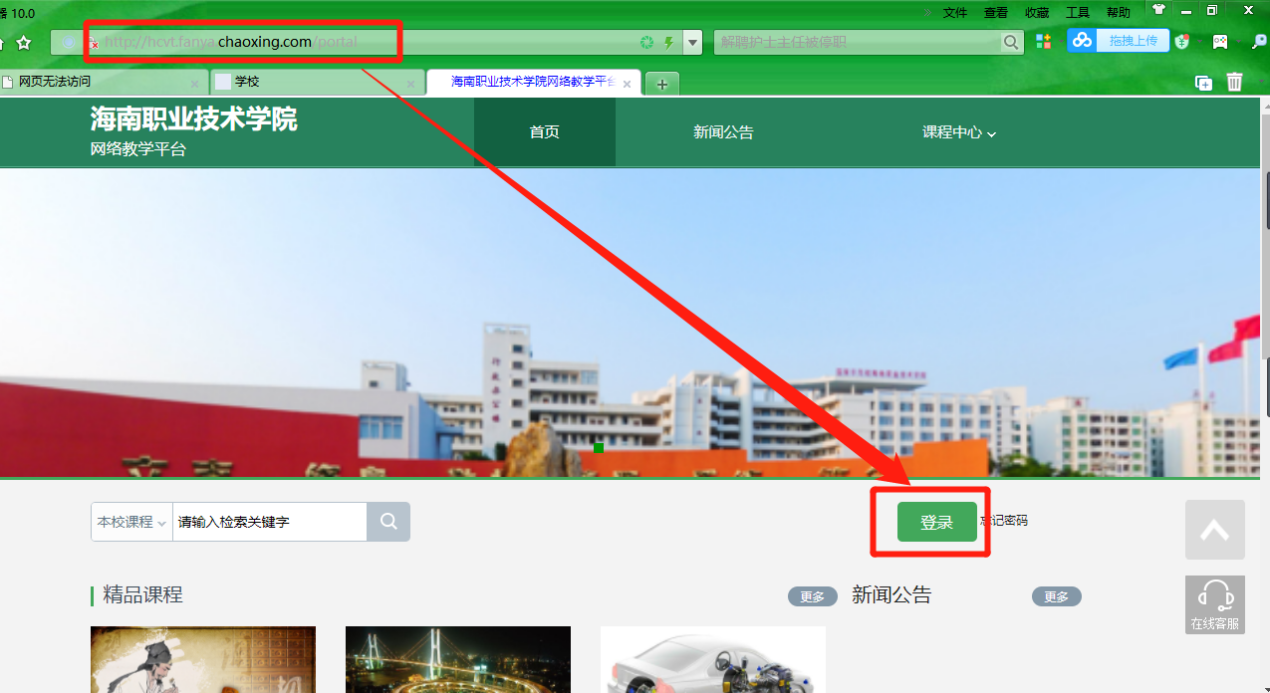 器 10.0
文件 查看 收藏 工具 帮助
http://hcvt.fanya.chaoxing.com/portal
解聘护士主任被停职
拖拽上传
网页无法访问
学校
海南职业技术学院网络教学平台
海南职业技术学院
网络教学平台
首页
新闻公告
课程中心
本校课程
请输入检索关键字
登录
忘记密码
精品课程
更多
新闻公告
更多
在线客服